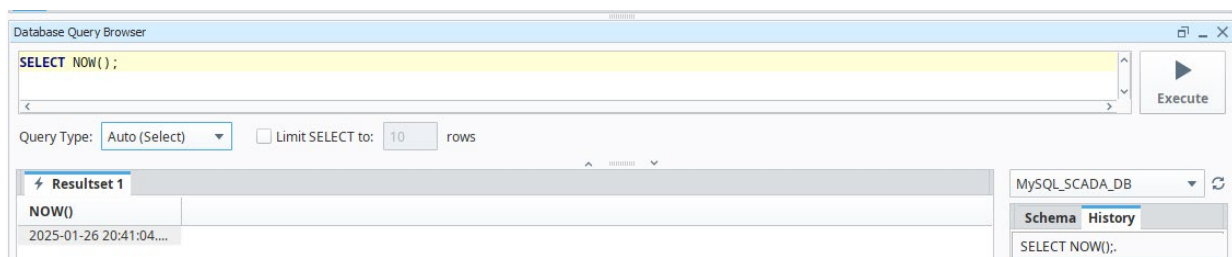 Database Query Browser
SELECT NOW();
Execute
Query Type: Auto (Select) Limit SELECT to: 10 rows
Resultset 1
MySQL_SCADA_DB
NOW()
Schema History
2025-01-26 20:41:04....
SELECT NOW();.